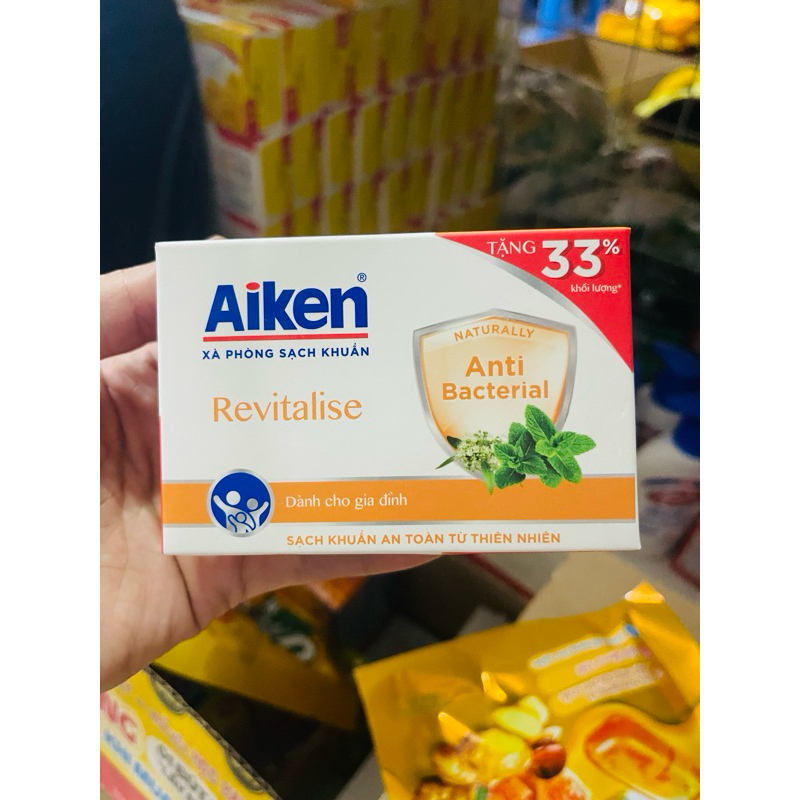 TẶNG 33%
khối lượng*
Aiken®
XÀ PHÒNG SẠCH KHUẨN
Revitalise
NATURALLY
Anti
Bacterial
Dành cho gia đình
SẠCH KHUẨN AN TOÀN TỪ THIÊN NHIÊN